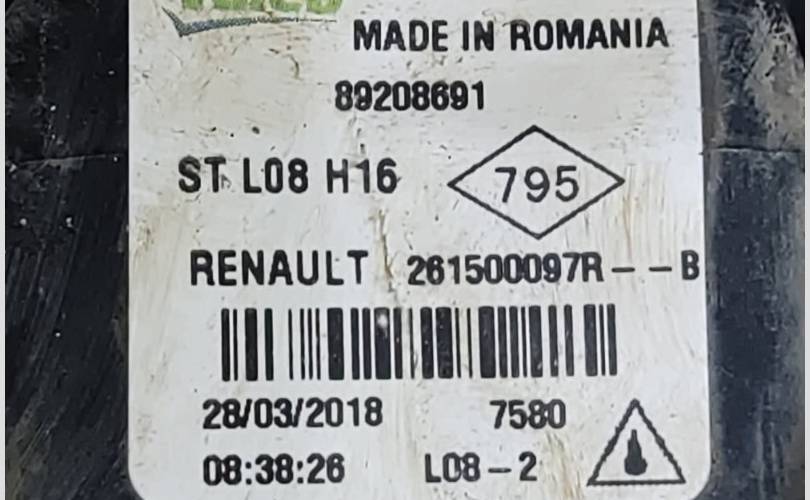 MADE IN ROMANIA
89208691
ST L08 H16
795
RENAULT 261500097R--B
28/03/2018 7580
08:38:26 L08-2